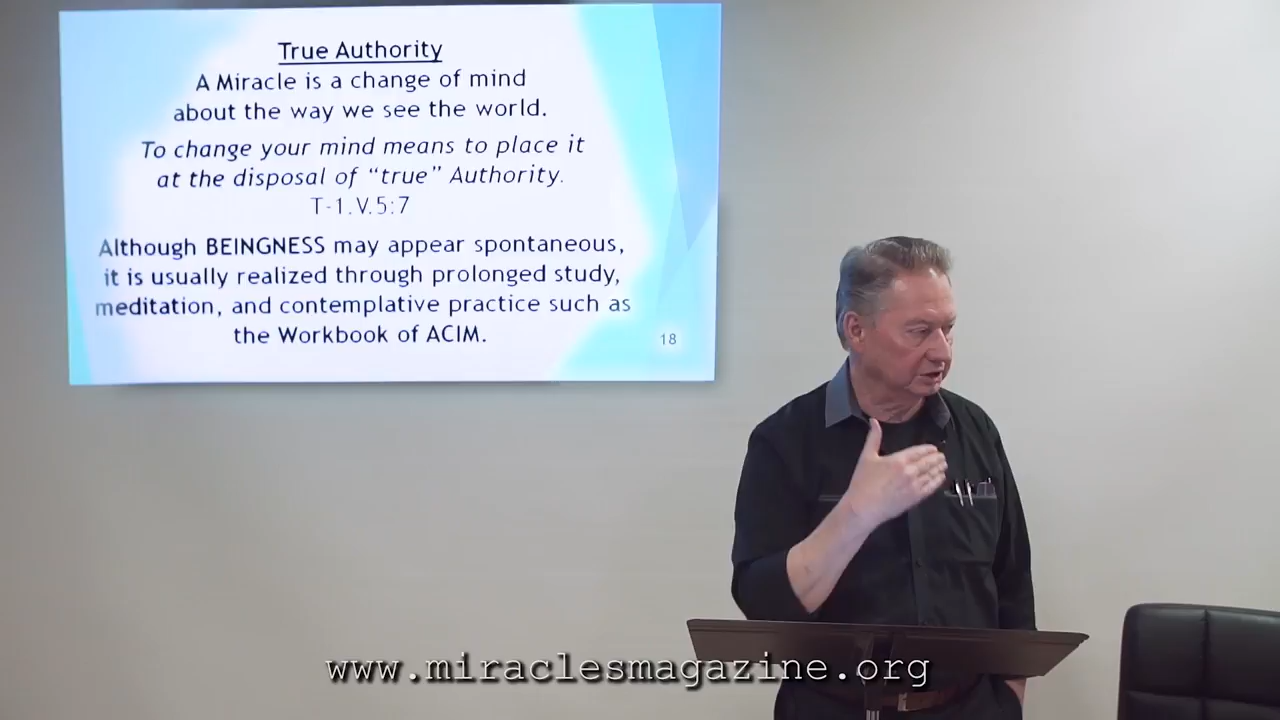 True Authority
A Miracle is a change of mind
about the way we see the world.
To change your mind means to place it
at the disposal of “true” Authority.
T-1.V.5:7
Although BEINGNESS may appear spontaneous,
it is usually realized through prolonged study,
meditation, and contemplative practice such as
the Workbook of ACIM.
18
www.miraclesmagazine.org